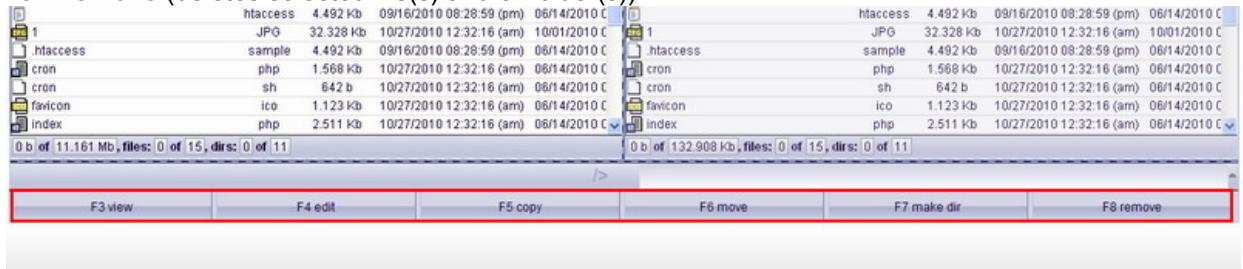 htaccess 4.492 Kb 09/16/2010 08:28:59 (pm) 06/14/2010 htaccess 4.492 Kb 09/16/2010 08:28:59 (pm) 06/14/2010
1 JPG 32.328 Kb 10/27/2010 12:32:16 (am) 10/01/2010 1 JPG 32.328 Kb 10/27/2010 12:32:16 (am) 10/01/2010
.htaccess sample 4.492 Kb 09/16/2010 08:28:59 (pm) 06/14/2010 .htaccess sample 4.492 Kb 09/16/2010 08:28:59 (pm) 06/14/2010
cron php 1.568 Kb 10/27/2010 12:32:16 (am) 06/14/2010 cron php 1.568 Kb 10/27/2010 12:32:16 (am) 06/14/2010
cron sh 642 b 10/27/2010 12:32:16 (am) 06/14/2010 cron sh 642 b 10/27/2010 12:32:16 (am) 06/14/2010
favicon ico 1.123 Kb 10/27/2010 12:32:16 (am) 06/14/2010 favicon ico 1.123 Kb 10/27/2010 12:32:16 (am) 06/14/2010
index php 2.511 Kb 10/27/2010 12:32:16 (am) 06/14/2010 index php 2.511 Kb 10/27/2010 12:32:16 (am) 06/14/2010
0 b of 11.161 Mb, files: 0 of 15, dirs: 0 of 11 0 b of 132.908 Kb, files: 0 of 15, dirs: 0 of 11
/>
F3 view F4 edit F5 copy F6 move F7 make dir F8 remove